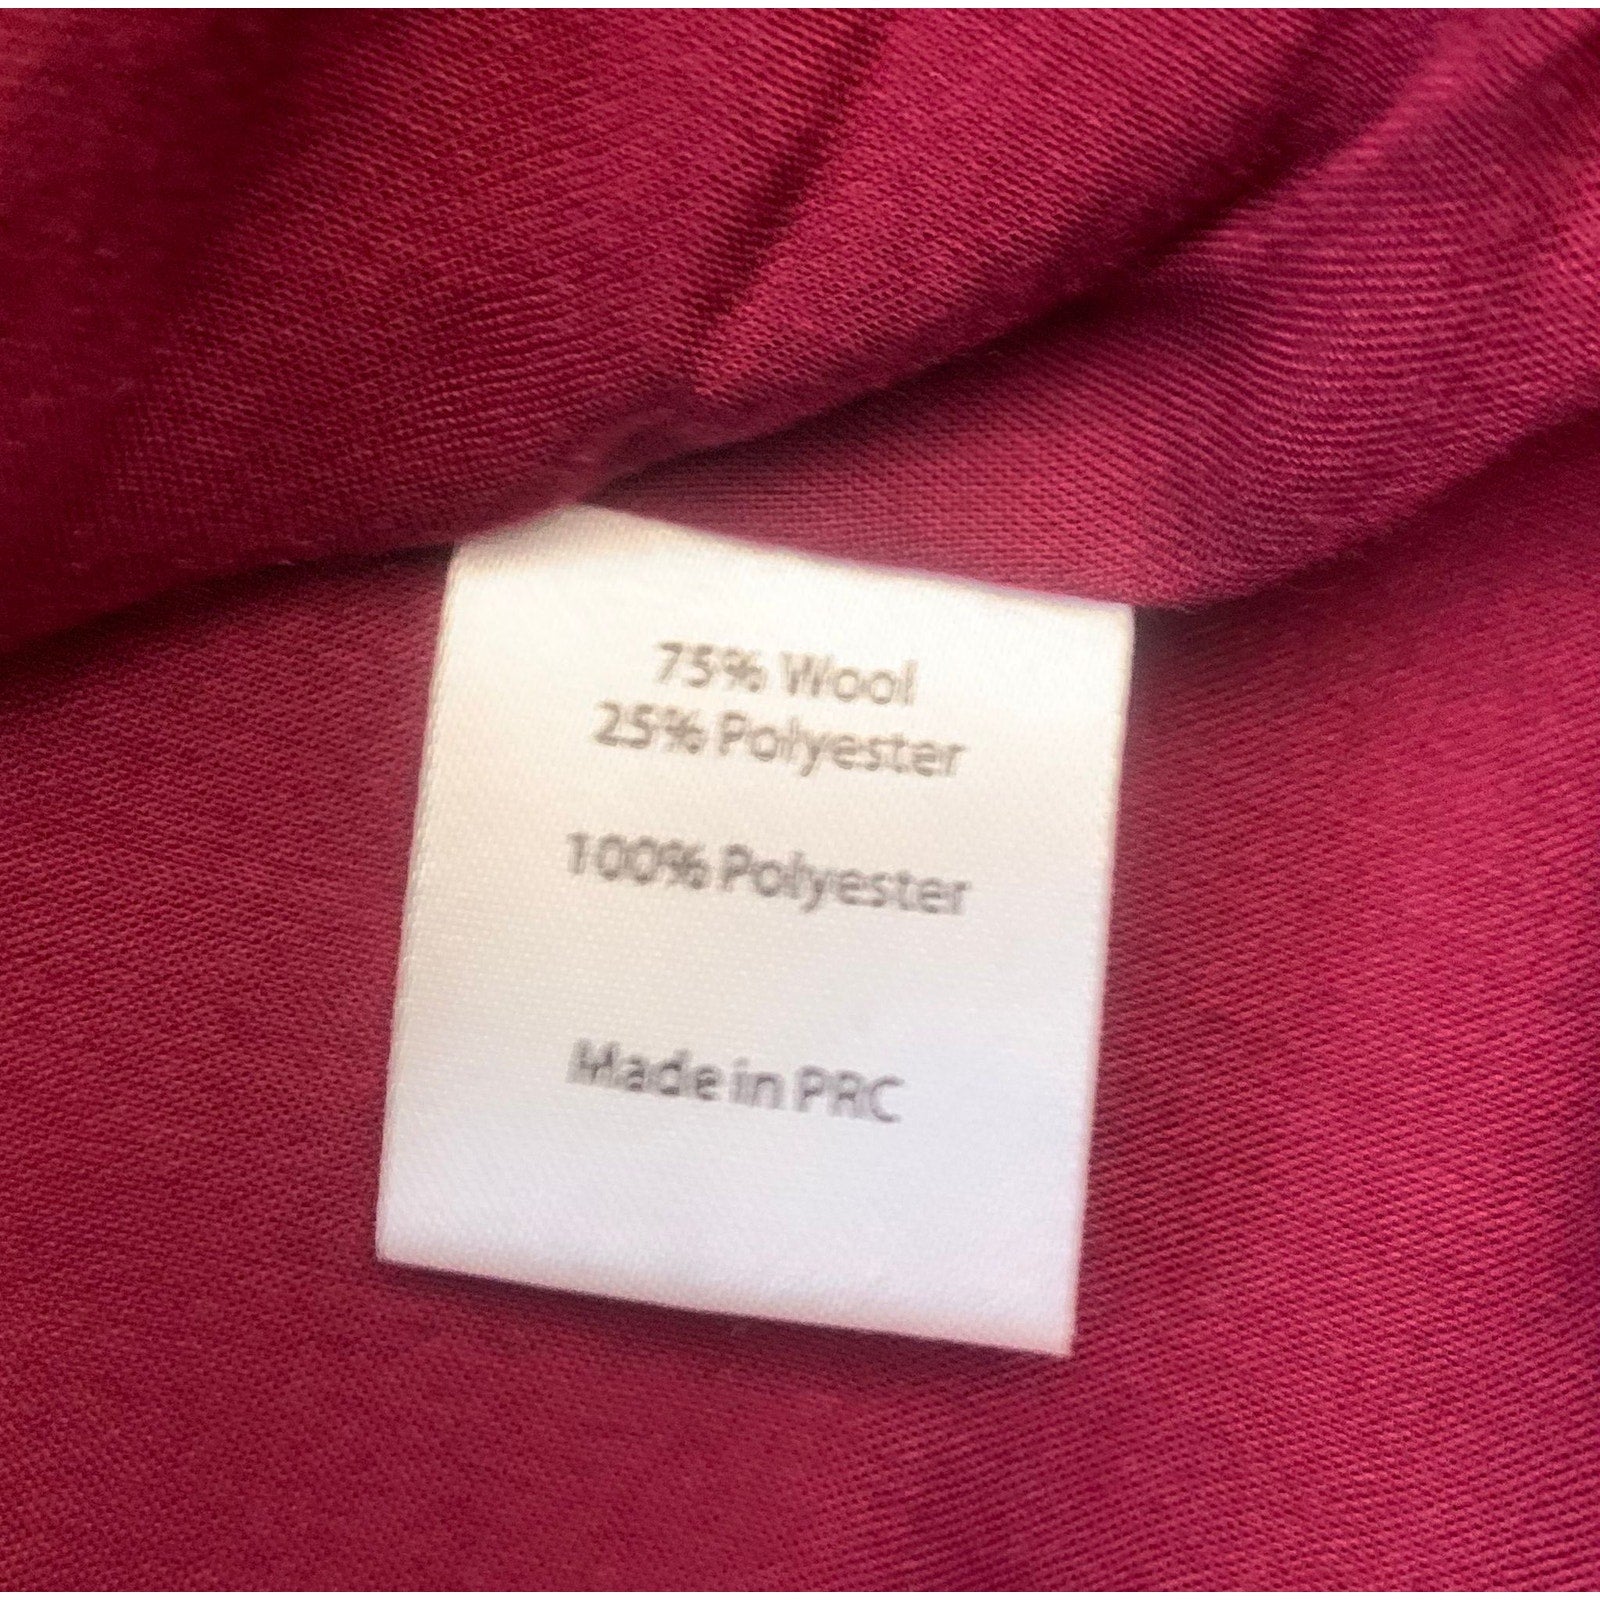 75% Wool
25% Polyester
100% Polyester
Made in PRC